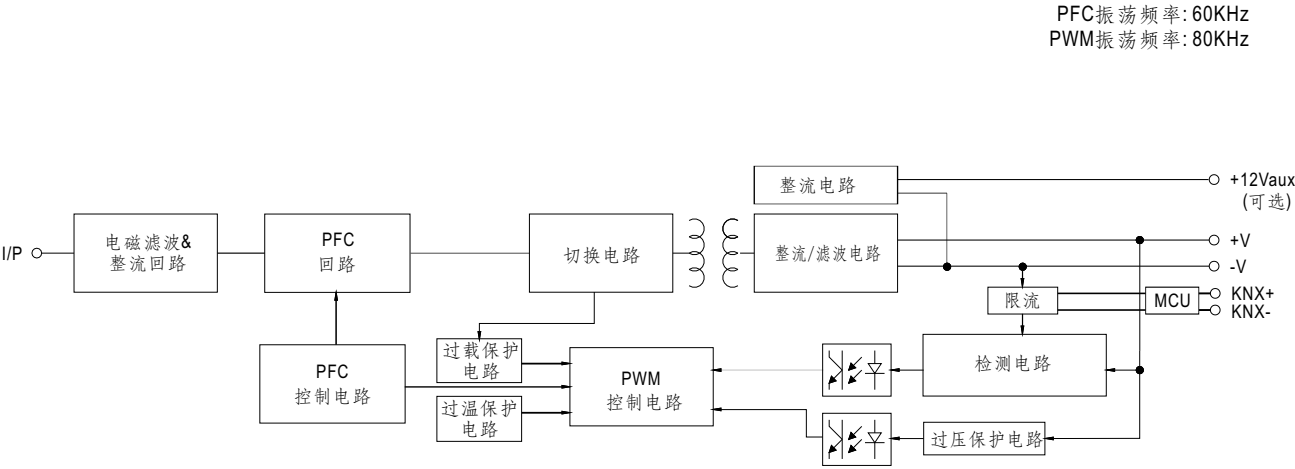 PFC振荡频率: 60KHz
PWM振荡频率: 80KHz
整流电路
+12Vaux
(可选)
I/P
电磁滤波&
整流回路
PFC
回路
切换电路
整流/滤波电路
+V
-V
限流
MCU
KNX+
KNX-
PFC
控制电路
过载保护
电路
过温保护
电路
PWM
控制电路
检测电路
过压保护电路